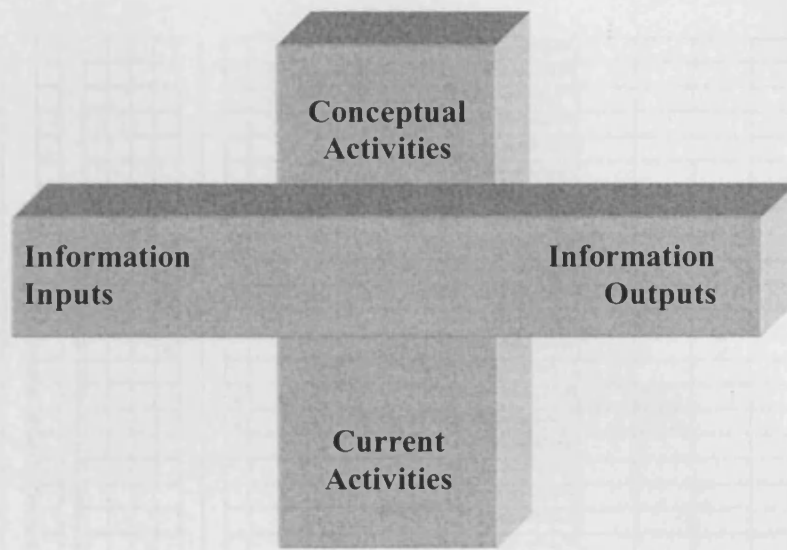 Conceptual
Activities
Information
Inputs
Information
Outputs
Current
Activities